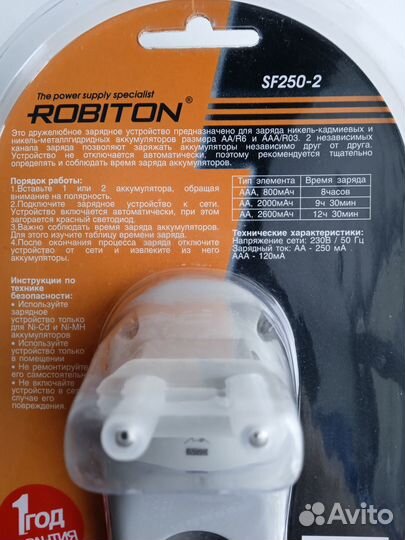 SF250-2
The power supply specialist
ROBITON®
Это дружелюбное зарядное устройство предназначено для заряда никель-кадмиевых и
никель-металлгидридных аккумуляторов размера AA/R6 и AAA/R03. 2 независимых
канала заряда позволяют заряжать аккумуляторы независимо друг от друга.
Устройство не отключается автоматически, поэтому рекомендуется тщательно
определять и соблюдать время заряда аккумуляторов.
Порядок работы:
1.Вставьте 1 или 2 аккумулятора, обращая
внимание на полярность.
2.Подключите зарядное устройство к сети.
Устройство включается автоматически, при этом
загорается красный светодиод.
3.Важно соблюдать время заряда аккумуляторов.
Для этого изучите таблицу времени заряда.
4.После окончания процесса заряда отключите
устройство от сети и извлеките из него
аккумуляторы.
Тип элемента Время заряда
AAA, 800мАч 8часов
AA, 2000мАч 9ч 30мин
AA, 2600мАч 12ч 30мин
Технические характеристики:
Напряжение сети: 230В / 50 Гц
Зарядный ток: AA - 250 мА
AAA - 120мА
Инструкции по
технике
безопасности:
• Используйте
зарядное
устройство только
для Ni-Cd и Ni-MH
аккумуляторов
• Используйте
устройство только
в помещении
• Не ремонтируйте
его самостоятельно
• Не включайте
устройство в сеть
случае его
повреждения.
1 ГОД
Avito